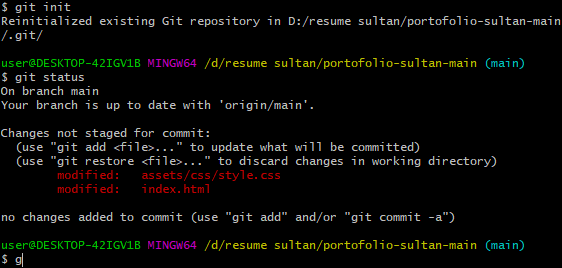 $ git init
Reinitialized existing Git repository in D:/resume sultan/portofolio-sultan-main
/.git/
user@DESKTOP-42IGV1B MINGW64 /d/resume sultan/portofolio-sultan-main (main)
$ git status
On branch main
Your branch is up to date with 'origin/main'.
Changes not staged for commit:
  (use "git add <file>..." to update what will be committed)
  (use "git restore <file>..." to discard changes in working directory)
        modified:   assets/css/style.css
        modified:   index.html
no changes added to commit (use "git add" and/or "git commit -a")
user@DESKTOP-42IGV1B MINGW64 /d/resume sultan/portofolio-sultan-main (main)
$ g